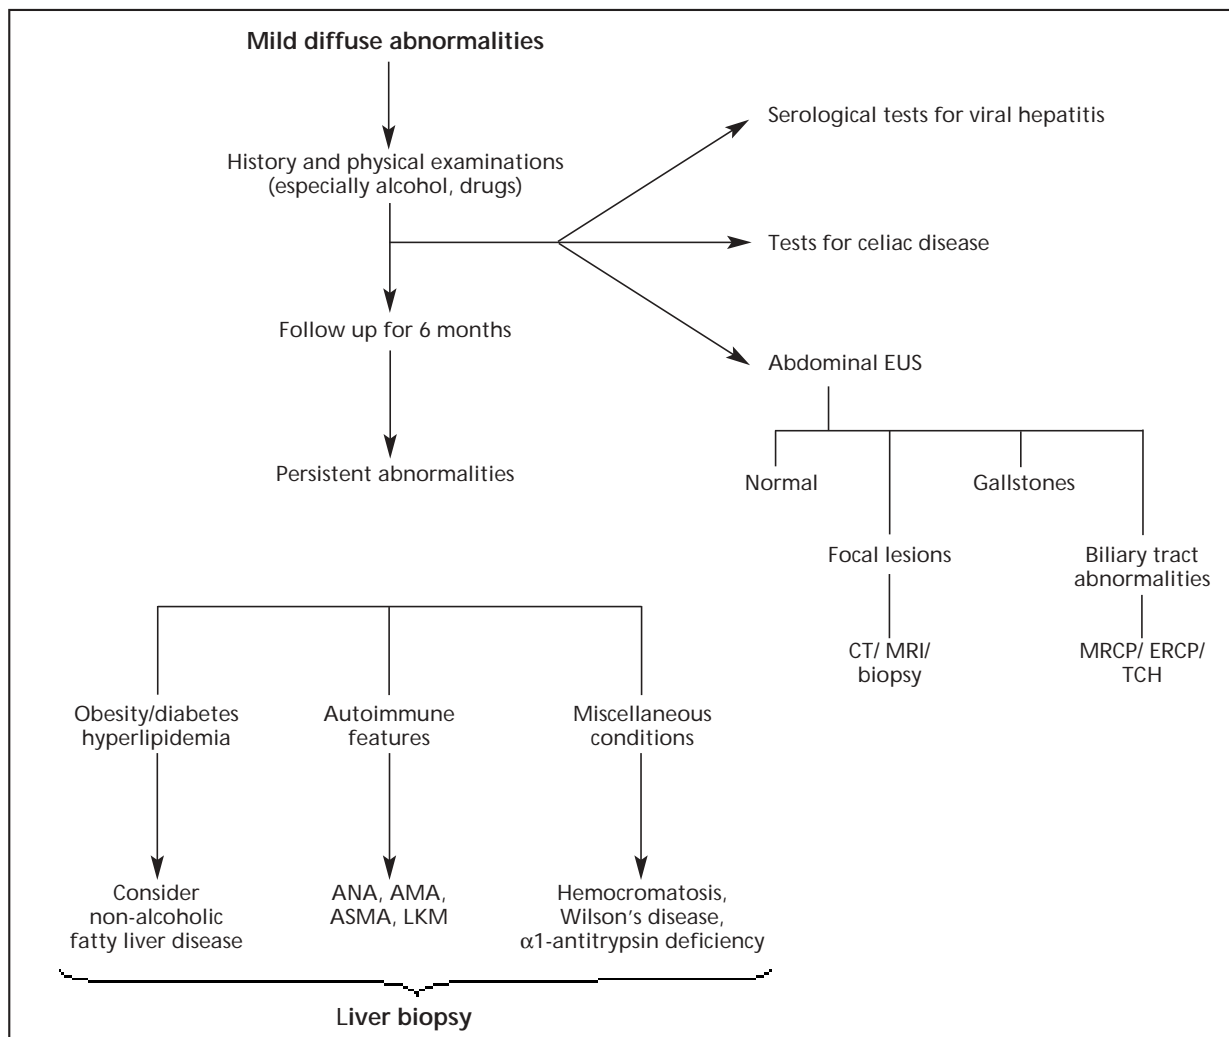 Mild diffuse abnormalities
Serological tests for viral hepatitis
History and physical examinations
(especially alcohol, drugs)
Tests for celiac disease
Follow up for 6 months
Abdominal EUS
Persistent abnormalities
Normal
Gallstones
Focal lesions
Biliary tract
abnormalities
CT/ MRI/
biopsy
MRCP/ ERCP/
TCH
Obesity/diabetes
hyperlipidemia
Autoimmune
features
Miscellaneous
conditions
Consider
non-alcoholic
fatty liver disease
ANA, AMA,
ASMA, LKM
Hemocromatosis,
Wilson's disease,
α1-antitrypsin deficiency
Liver biopsy